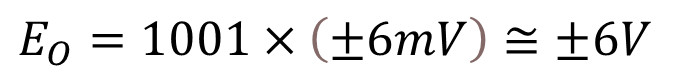 E_O = 1001 × (±6mV) ≅ ±6V